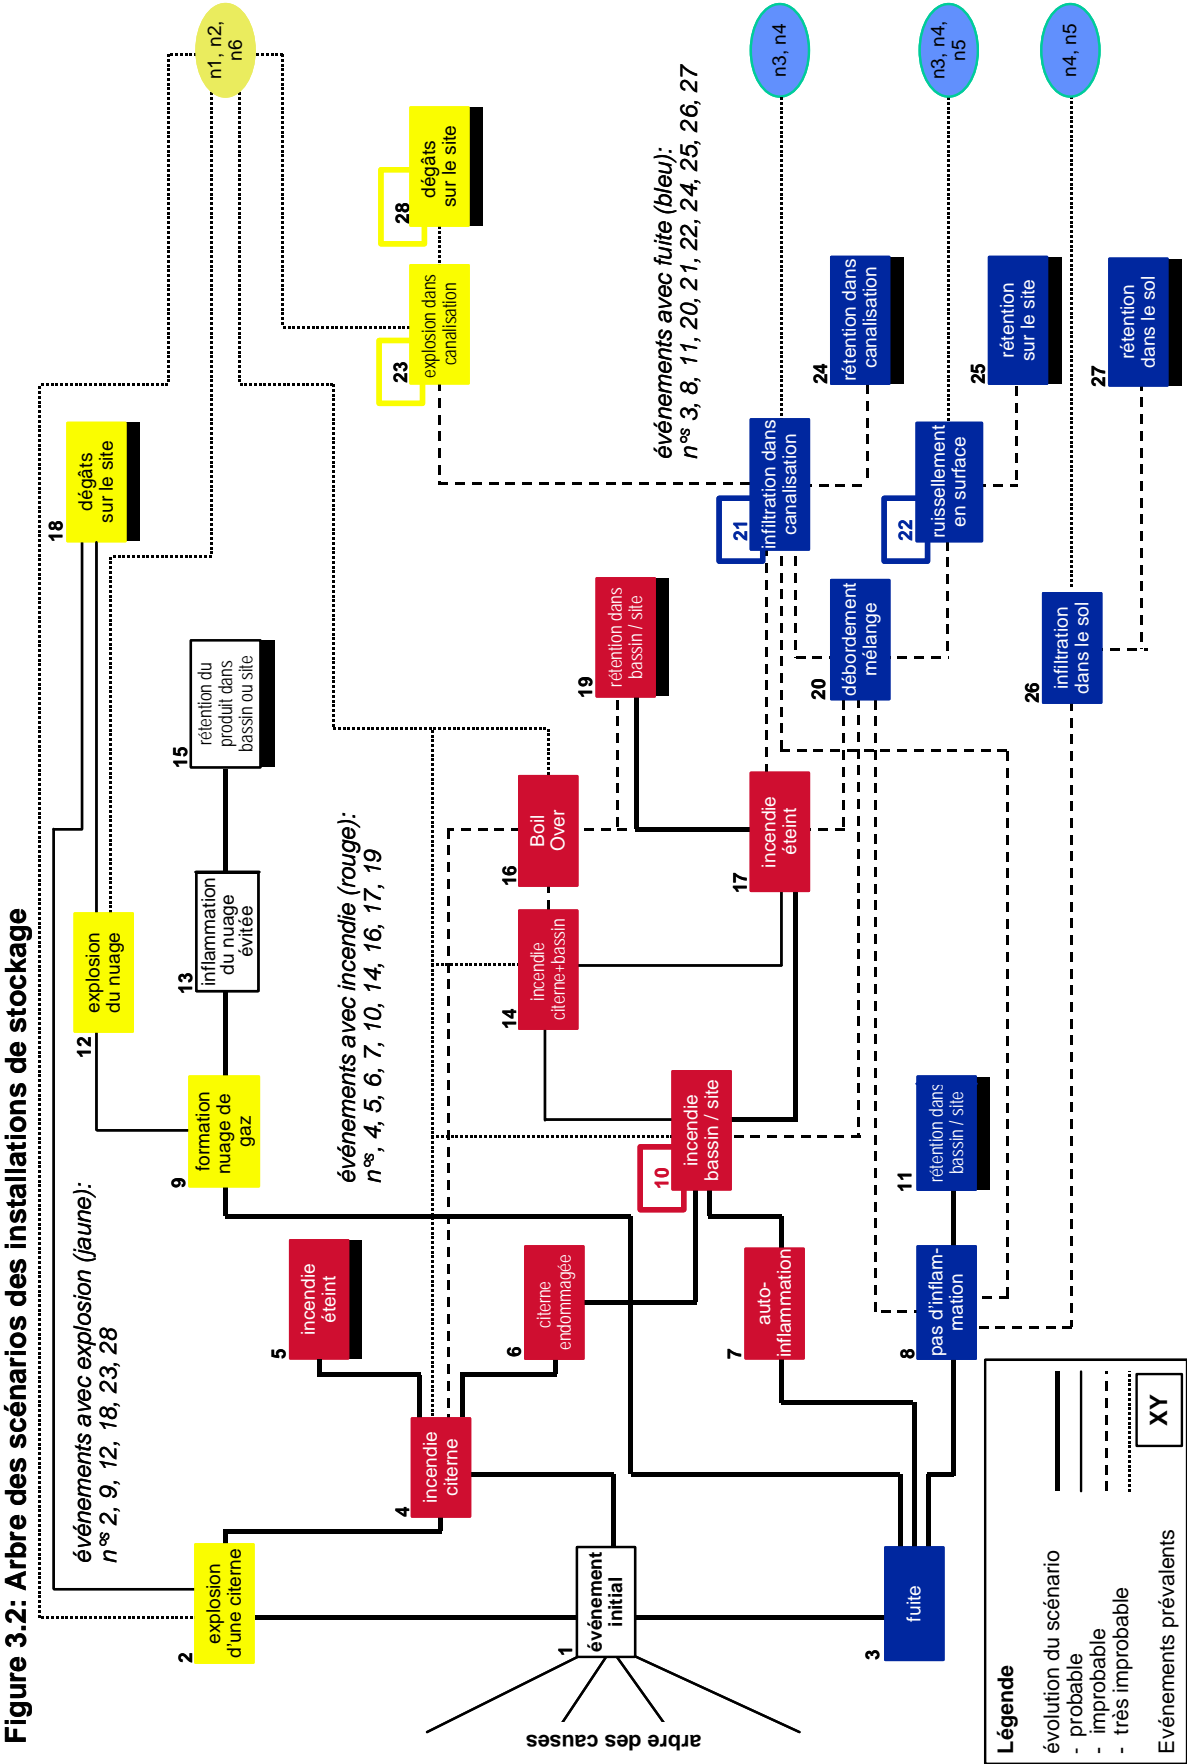 Figure 3.2: Arbre des scénarios des installations de stockage
événements avec explosion (jaune):
nᵒˢ 2, 9, 12, 18, 23, 28
événements avec incendie (rouge):
nᵒˢ, 4, 5, 6, 7, 10, 14, 16, 17, 19
événements avec fuite (bleu):
nᵒˢ 3, 8, 11, 20, 21, 22, 24, 25, 26, 27
arbre des causes
1
événement
initial
2
explosion
d'une citerne
3
fuite
4
incendie
citerne
5
incendie
éteint
6
citerne
endommagée
7
auto-
inflammation
8
pas d'inflam-
mation
9
formation
nuage de
gaz
10
incendie
bassin / site
11
rétention dans
bassin / site
12
explosion
du nuage
13
inflammation
du nuage
évitée
14
incendie
citerne+bassin
15
rétention du
produit dans
bassin ou site
16
Boil
Over
17
incendie
éteint
18
dégâts
sur le site
19
rétention dans
bassin / site
20
débordement
mélange
21
infiltration dans
canalisation
22
ruissellement
en surface
23
explosion dans
canalisation
24
rétention dans
canalisation
25
rétention
sur le site
26
infiltration
dans le sol
27
rétention
dans le sol
28
dégâts
sur le site
n1, n2,
n6
n3, n4
n3, n4,
n5
n4, n5
Légende
évolution du scénario
- probable
- improbable
- très improbable
Evénements prévalents
XY